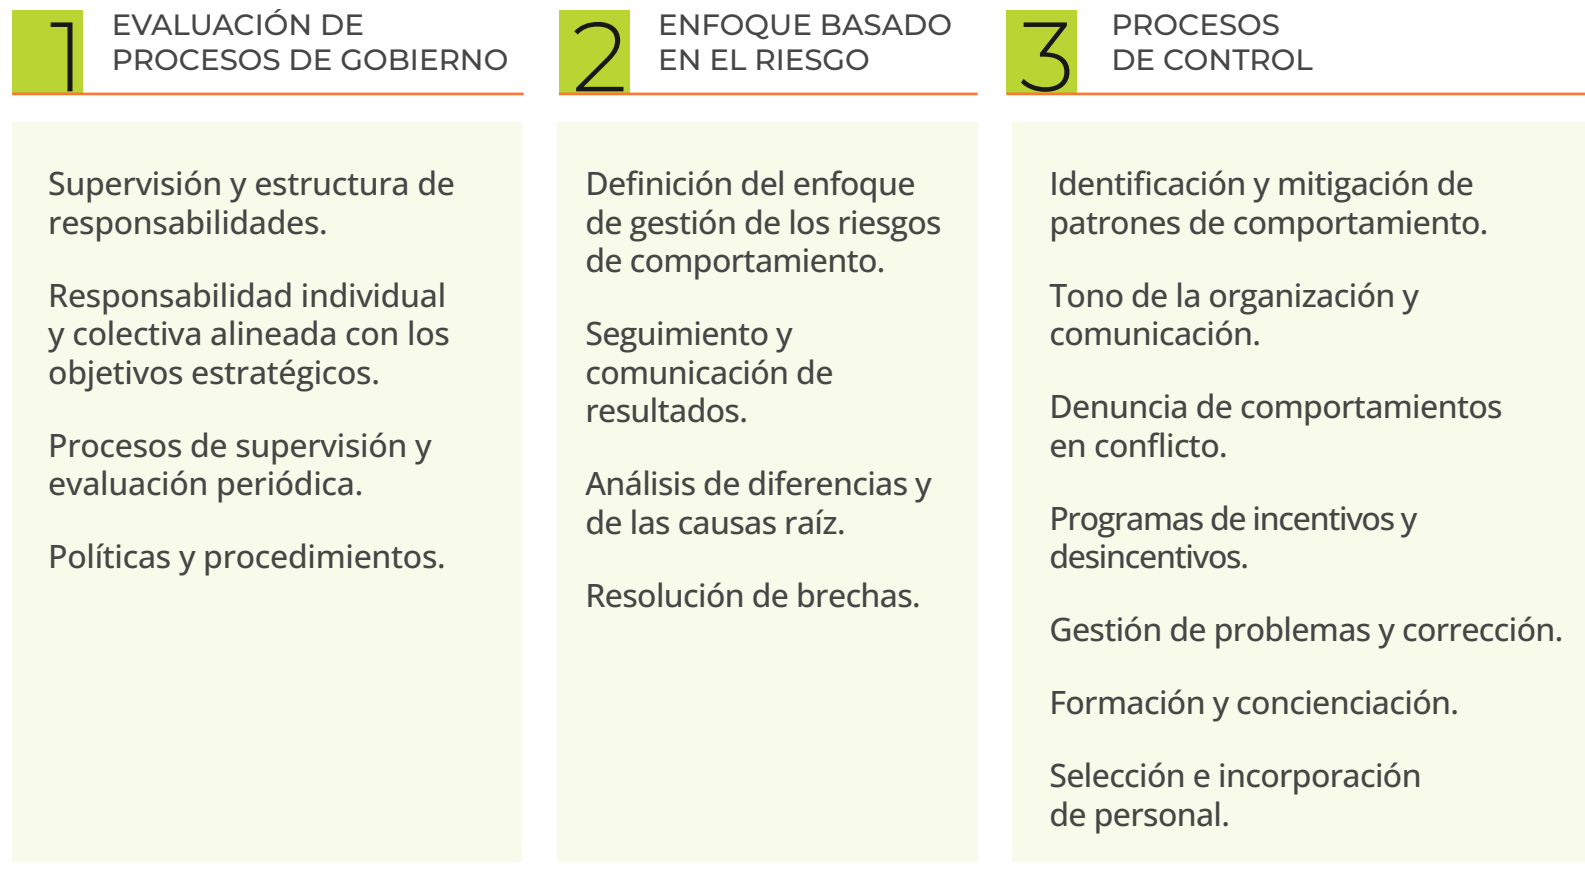 1
EVALUACIÓN DE
PROCESOS DE GOBIERNO
Supervisión y estructura de
responsabilidades.
Responsabilidad individual
y colectiva alineada con los
objetivos estratégicos.
Procesos de supervisión y
evaluación periódica.
Políticas y procedimientos.
2
ENFOQUE BASADO
EN EL RIESGO
Definición del enfoque
de gestión de los riesgos
de comportamiento.
Seguimiento y
comunicación de
resultados.
Análisis de diferencias y
de las causas raíz.
Resolución de brechas.
3
PROCESOS
DE CONTROL
Identificación y mitigación de
patrones de comportamiento.
Tono de la organización y
comunicación.
Denuncia de comportamientos
en conflicto.
Programas de incentivos y
desincentivos.
Gestión de problemas y corrección.
Formación y concienciación.
Selección e incorporación
de personal.